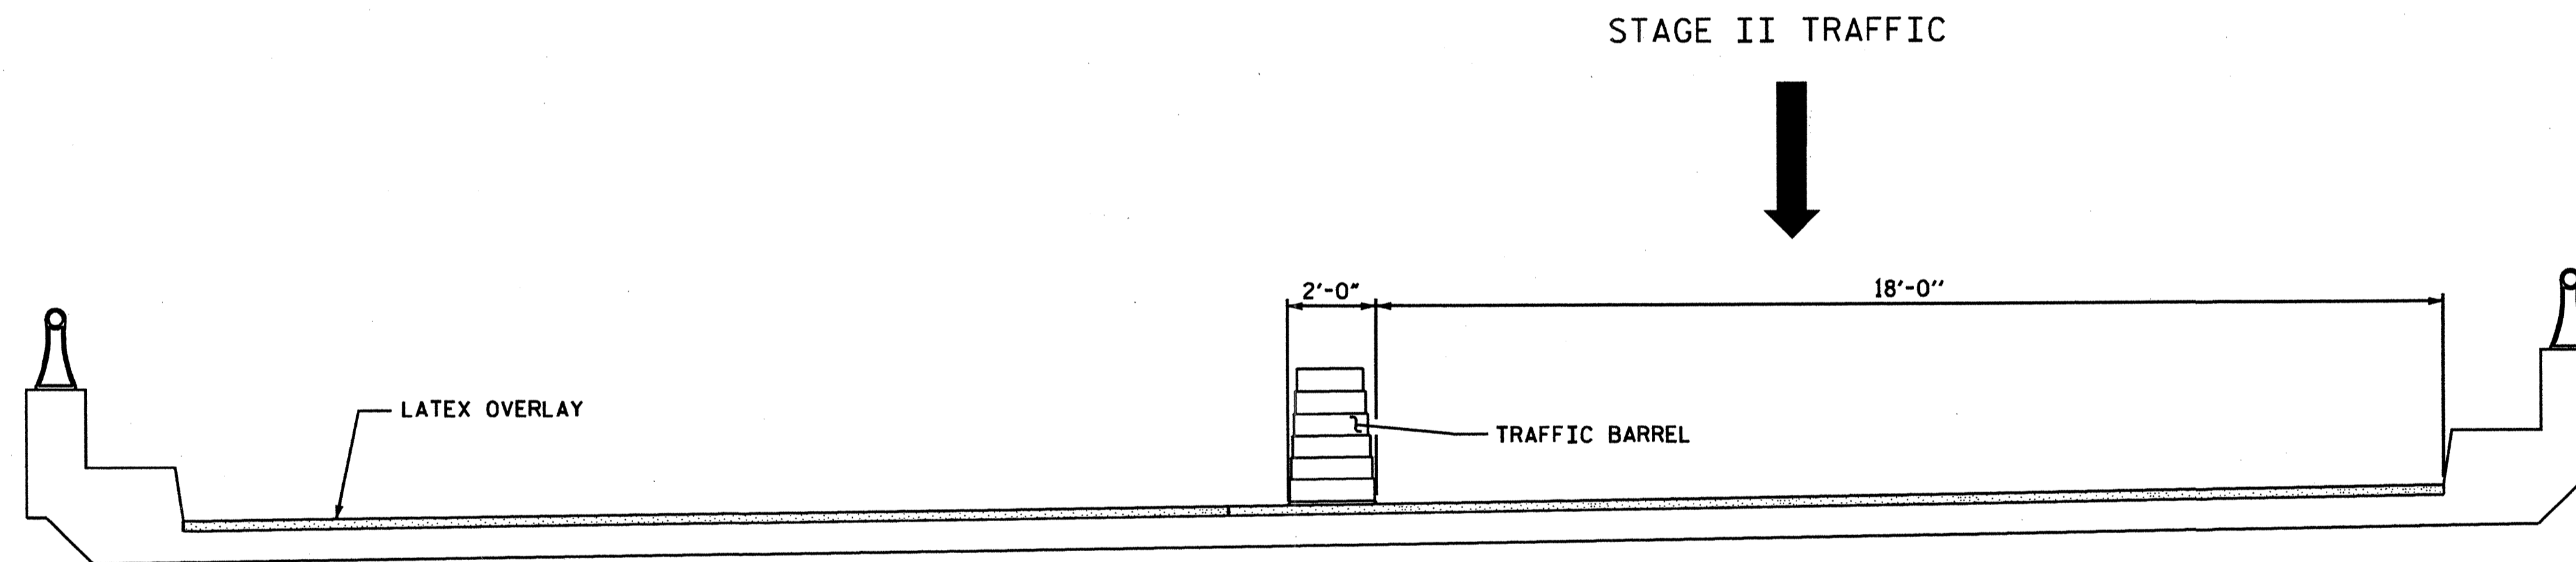 STAGE II TRAFFIC
2'-0"
18'-0''
LATEX OVERLAY
TRAFFIC BARREL